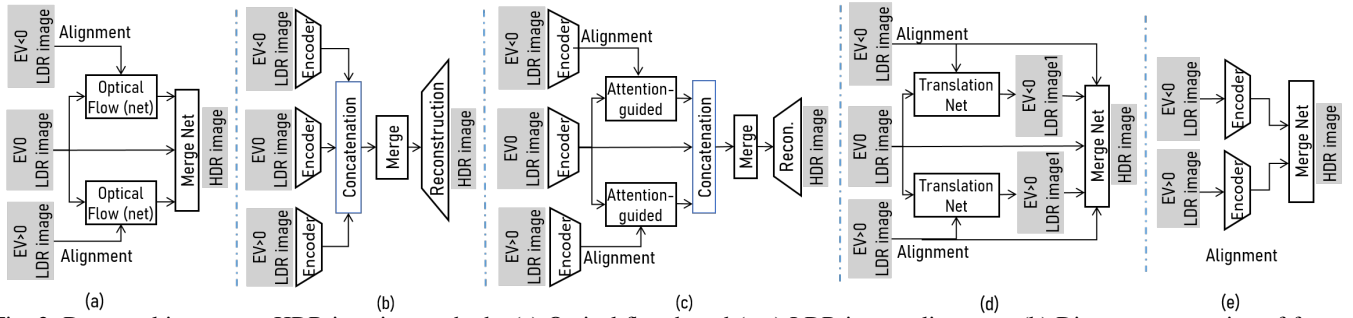 EV<0
LDR image
Alignment
Optical
Flow (net)
EV0
LDR image
Merge Net
HDR image
Optical
Flow (net)
EV>0
LDR image
Alignment
(a)
EV<0
LDR image
Encoder
EV0
LDR image
Encoder
Concatenation
Merge
Reconstruction
HDR image
EV>0
LDR image
Encoder
(b)
EV<0
LDR image
Encoder
Alignment
Attention-
guided
EV0
LDR image
Encoder
Concatenation
Merge
Recon.
HDR image
Attention-
guided
EV>0
LDR image
Encoder
Alignment
(c)
EV<0
LDR image
Alignment
Translation
Net
EV<0
LDR image1
EV0
LDR image
Merge Net
HDR image
Translation
Net
EV>0
LDR image1
EV>0
LDR image
Alignment
(d)
EV<0
LDR image
Encoder
Merge Net
HDR image
EV>0
LDR image
Encoder
Alignment
(e)